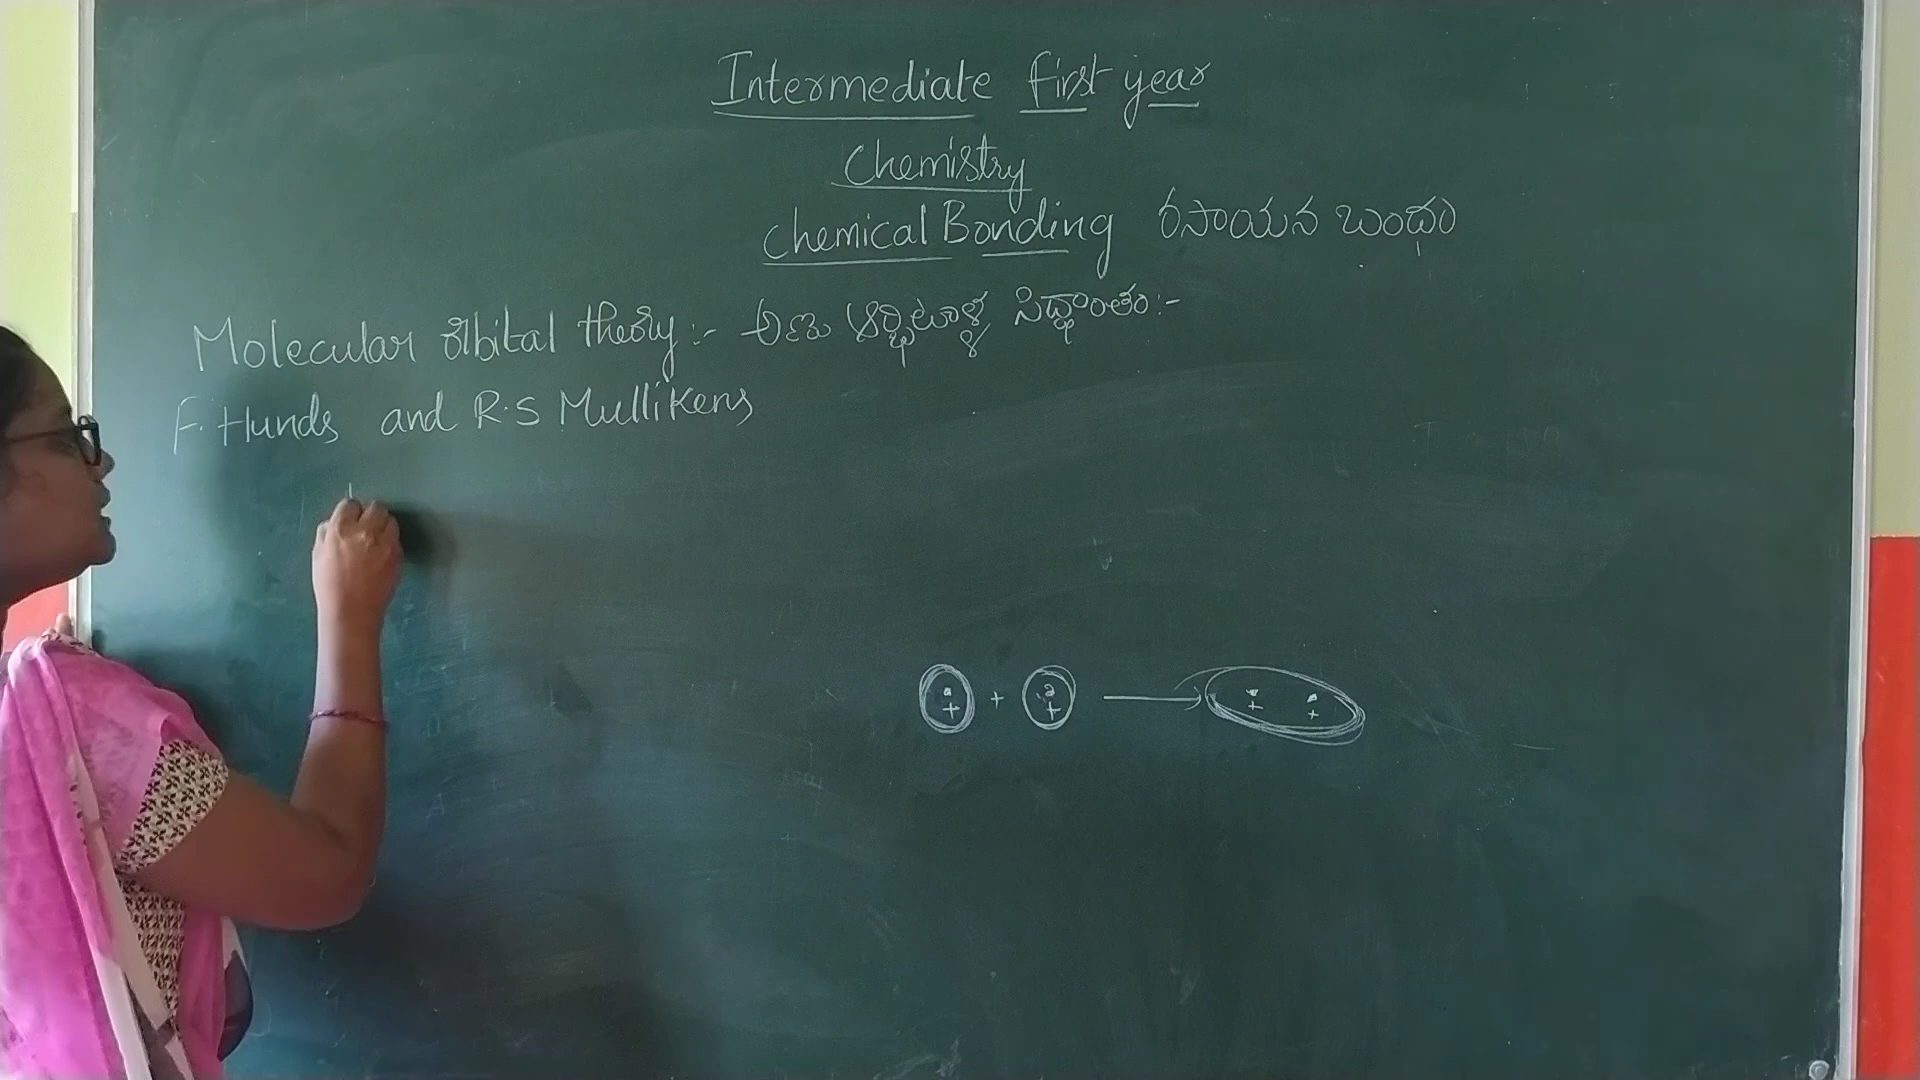 Intermediate first year
Chemistry
Chemical Bonding రసాయన బంధం
Molecular orbital theory:- అణు ఆర్బిటాళ్ళ సిద్ధాంతం:-
F. Hunds and R.S Mullikens
+ + + → + +